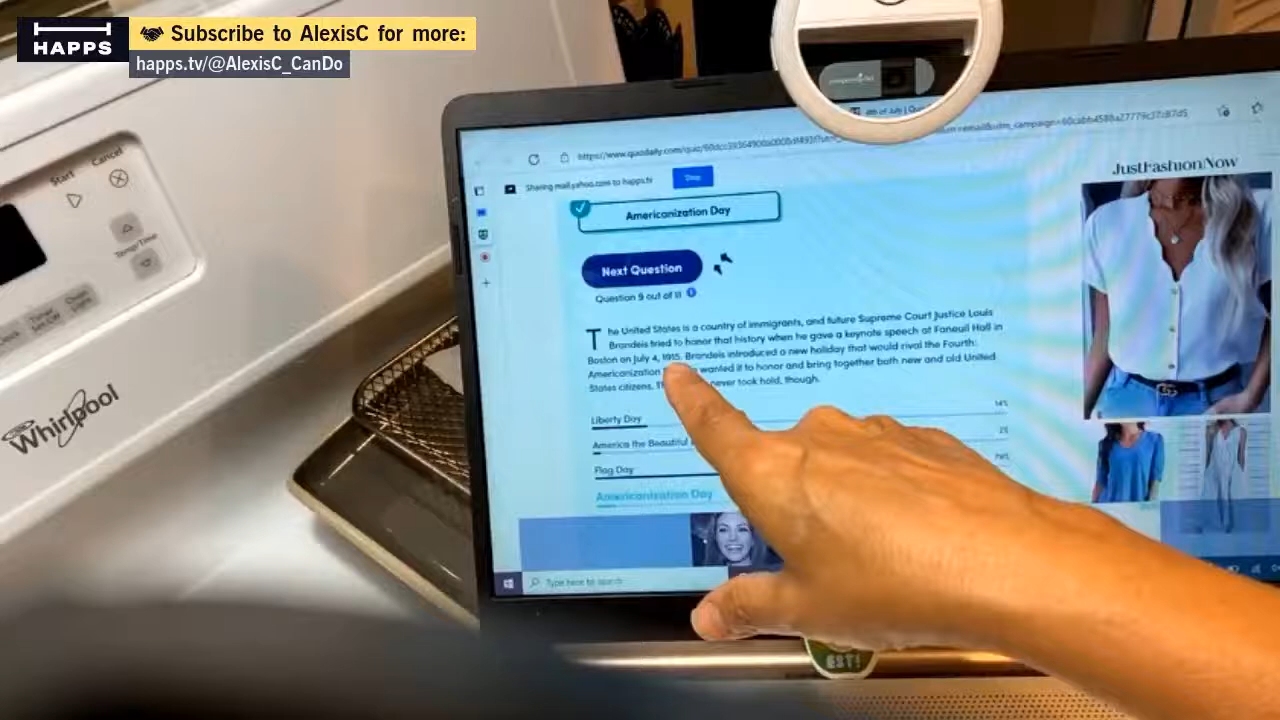 HAPPS
Subscribe to AlexisC for more:
happs.tv/@AlexisC_CanDo
Start
Cancel
Temp/Time
Whirlpool
Sharing mail.yahoo.com to happs.tv
Stop
Americanization Day
Next Question
Question 9 out of 11
The United States is a country of immigrants, and future Supreme Court Justice Louis
Brandeis tried to honor that history when he gave a keynote speech at Faneuil Hall in
Boston on July 4, 1915. Brandeis introduced a new holiday that would rival the Fourth:
Americanization wanted it to honor and bring together both new and old United
States citizens. never took hold, though.
Liberty Day
14%
America the Beautiful
Flag Day
Americanization Day
JUSTFASHIONNOW
Type here to search
EST!